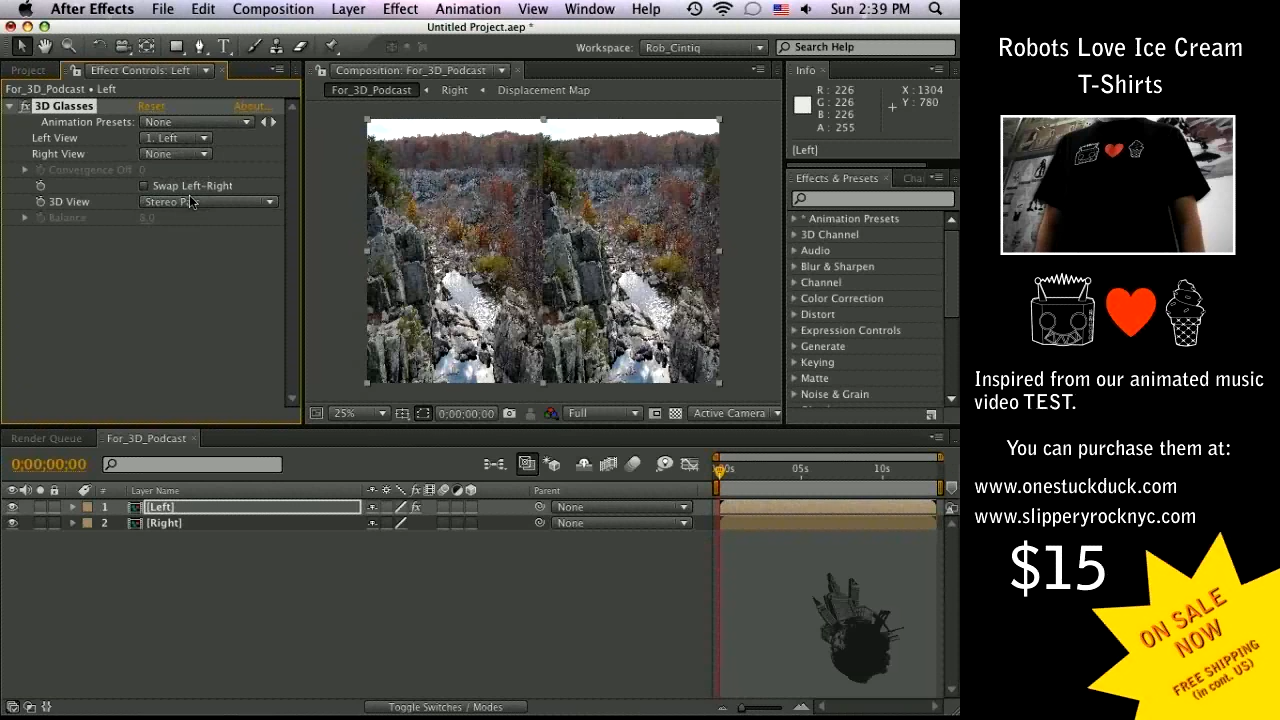 After Effects File Edit Composition Layer Effect Animation View Window Help Sun 2:39 PM
Untitled Project.aep *
Workspace: Rob_Cintiq Search Help
Project Effect Controls: Left Composition: For_3D_Podcast Info
For_3D_Podcast • Left For_3D_Podcast Right Displacement Map
R : 226 X : 1304
G : 226 Y : 780
B : 226
A : 255
[Left]
3D Glasses Reset About...
Animation Presets: None
Left View 1. Left
Right View None
Convergence Off 0
Swap Left-Right
3D View
Balance
Effects & Presets Cha
* Animation Presets
3D Channel
Audio
Blur & Sharpen
Channel
Color Correction
Distort
Expression Controls
Generate
Keying
Matte
Noise & Grain
25% 0;00;00;00 Full Active Camera
Render Queue For_3D_Podcast
0;00;00;00 05s 10s
# Layer Name Parent
1 [Left] None
2 [Right] None
Toggle Switches / Modes
Robots Love Ice Cream
T-Shirts
Inspired from our animated music
video TEST.
You can purchase them at:
www.onestuckduck.com
www.slipperyrocknyc.com
$15
ON SALE
NOW
FREE SHIPPING
(in cont. US)